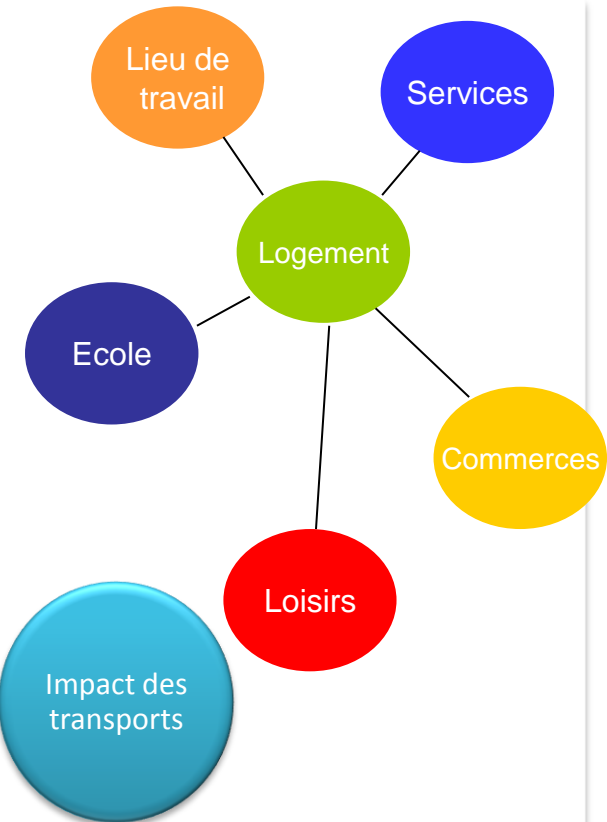 Lieu de
travail
Services
Logement
Ecole
Commerces
Loisirs
Impact des
transports